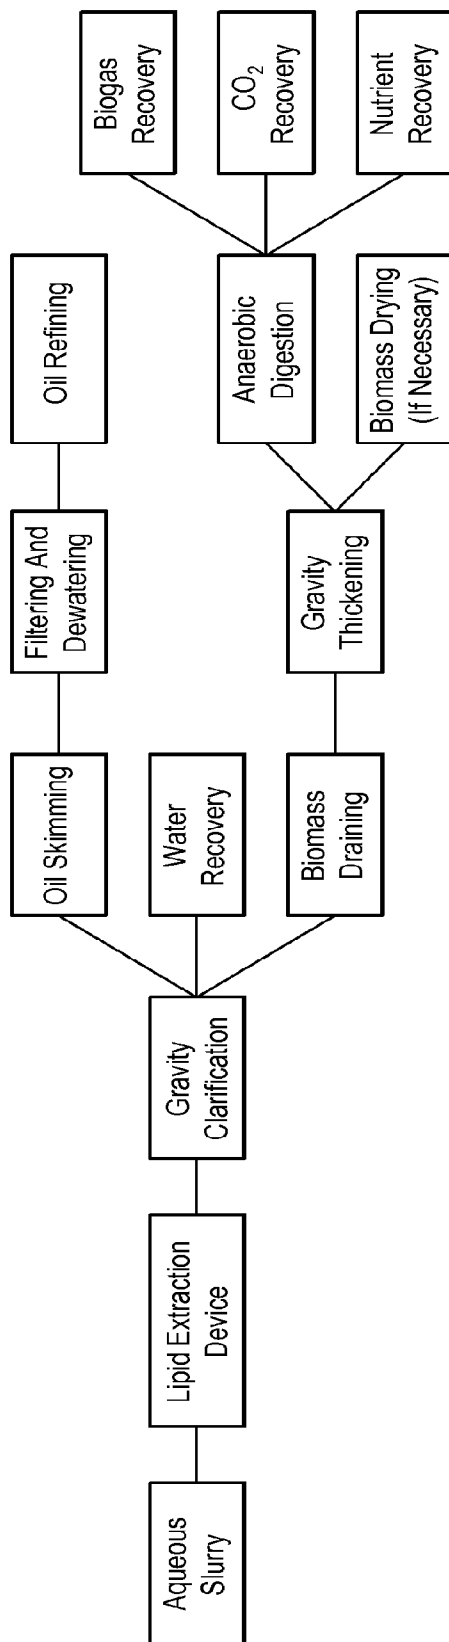 Aqueous
Slurry
Lipid Extraction
Device
Gravity
Clarification
Oil Skimming
Water
Recovery
Biomass
Draining
Filtering And
Dewatering
Gravity
Thickening
Oil Refining
Anaerobic
Digestion
Biomass Drying
(If Necessary)
Biogas
Recovery
CO₂
Recovery
Nutrient
Recovery